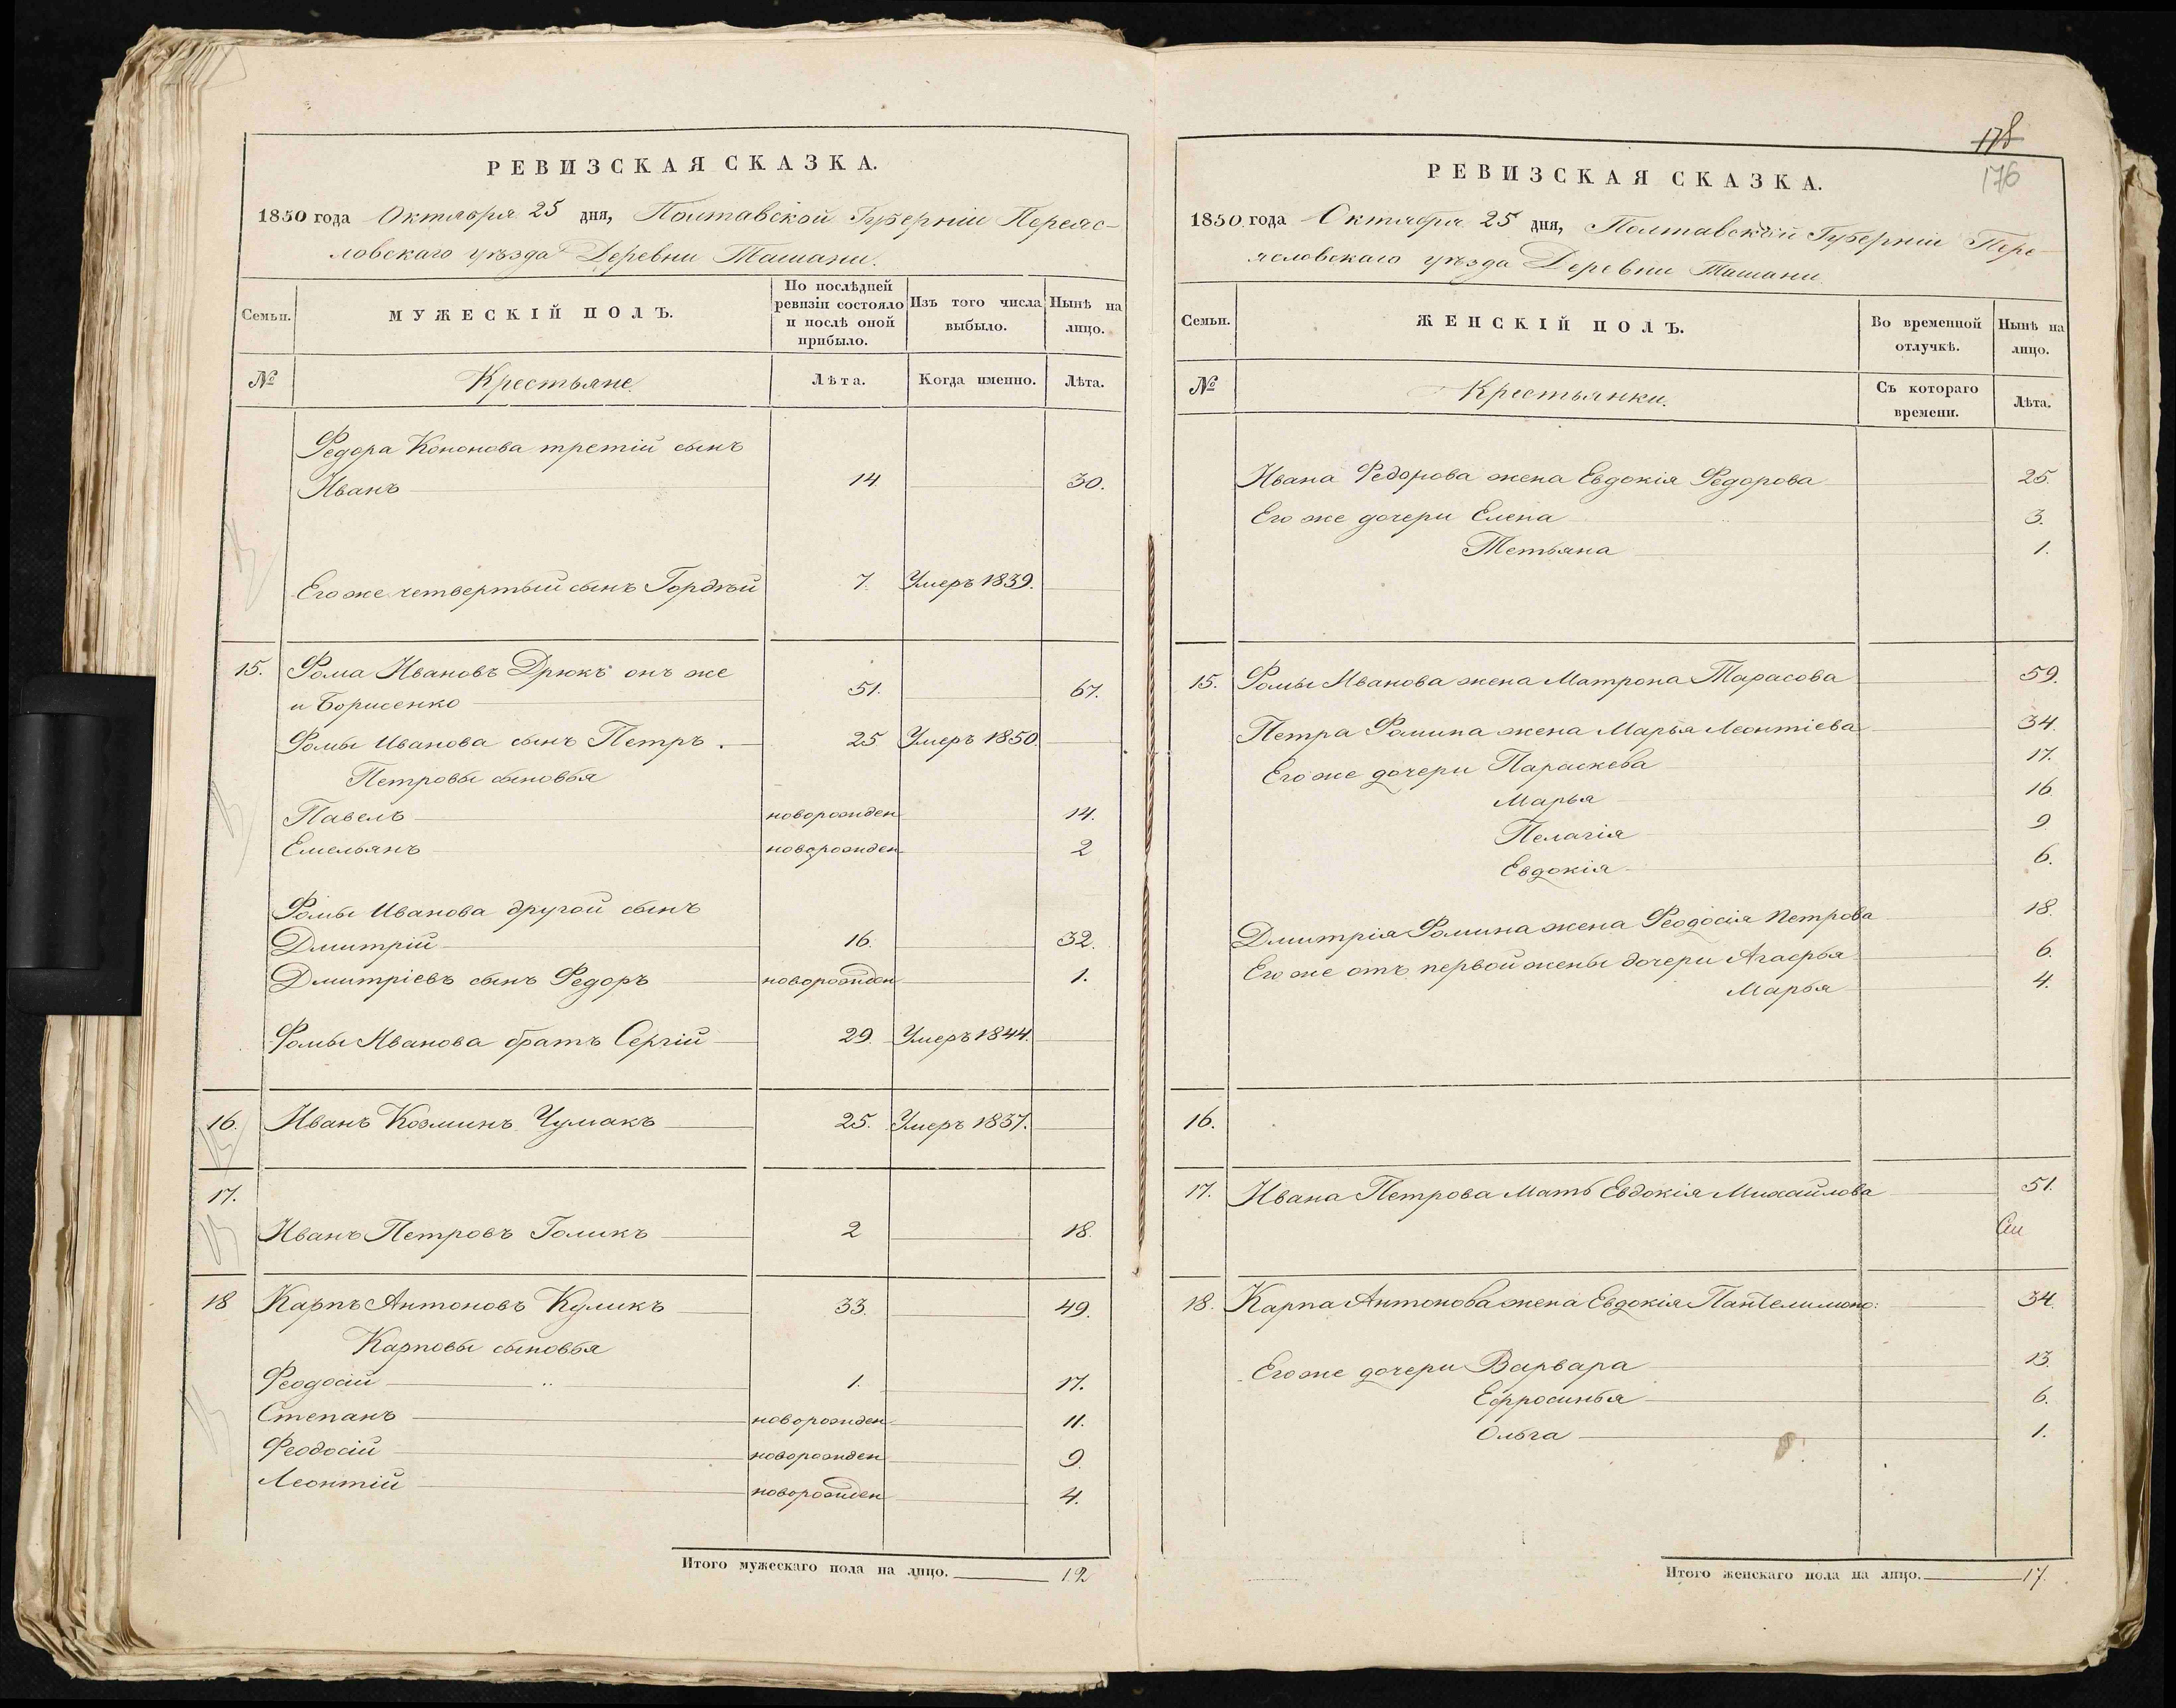 РЕВИЗСКАЯ СКАЗКА.
1850 года Октября 25 дня, Полтавской Губерніи Переяс-
ловскаго уѣзда Деревни Ташани.
Семьи. МУЖЕСКІЙ ПОЛЪ. По послѣдней ревизіи состояло и послѣ оной прибыло. Изъ того числа выбыло. Нынѣ на лицо.
№ Крестьяне. Лѣта. Когда именно. Лѣта.
Федора Кононова третій сынъ
Иванъ 14. 30.
Его же четвертый сынъ Гордѣй 7. Умеръ 1839.
15. Фома Ивановъ Дрюкъ онъ же
и Борисенко 51. 67.
Фомы Иванова сынъ Петръ. 25 Умеръ 1850.
Петровы сыновья
Павелъ новорожден 14.
Емельянъ новорожден 2
Фомы Иванова другой сынъ
Дмитрій 16. 32.
Дмитріевъ сынъ Федоръ новорожден 1.
Фомы Иванова братъ Сергій 29. Умеръ 1844.
16. Иванъ Козминъ Чумакъ 25. Умеръ 1837.
17.
Иванъ Петровъ Голикъ 2 18.
18 Карпъ Антоновъ Куликъ 33. 49.
Карповы сыновья
Феодосій 1. 17.
Степанъ новорожден 11.
Феодосій новорожден 9.
Леонтій новорожден 4.
Итого мужескаго пола на лицо. 12
178
176
РЕВИЗСКАЯ СКАЗКА.
1850 года Октября 25 дня, Полтавской Губерніи Пере
ясловскаго уѣзда Деревни Ташани.
Семьи. ЖЕНСКІЙ ПОЛЪ. Во временной отлучкѣ. Нынѣ на лицо.
№ Крестьянки. Съ котораго времени. Лѣта.
Ивана Федорова жена Евдокія Федорова 25.
Его же дочери Елена 3.
Тетьяна 1.
15. Фомы Иванова жена Матрона Тарасова 59.
Петра Фомина жена Марья Леонтіева 34.
Его же дочери Параскева 17.
Марья 16
Пелагія 9
Евдокія 6.
Дмитрія Фомина жена Феодосія Петрова 18.
Его же отъ первой жены дочери Агафья 6.
Марья 4.
16.
17. Ивана Петрова Мать Евдокія Михайлова 51.
18. Карпа Антонова жена Евдокія Пантелимоно: 34.
Его же дочери Варвара 13.
Ефросинья 6.
Ольга 1.
Итого женскаго пола на лицо. 17.